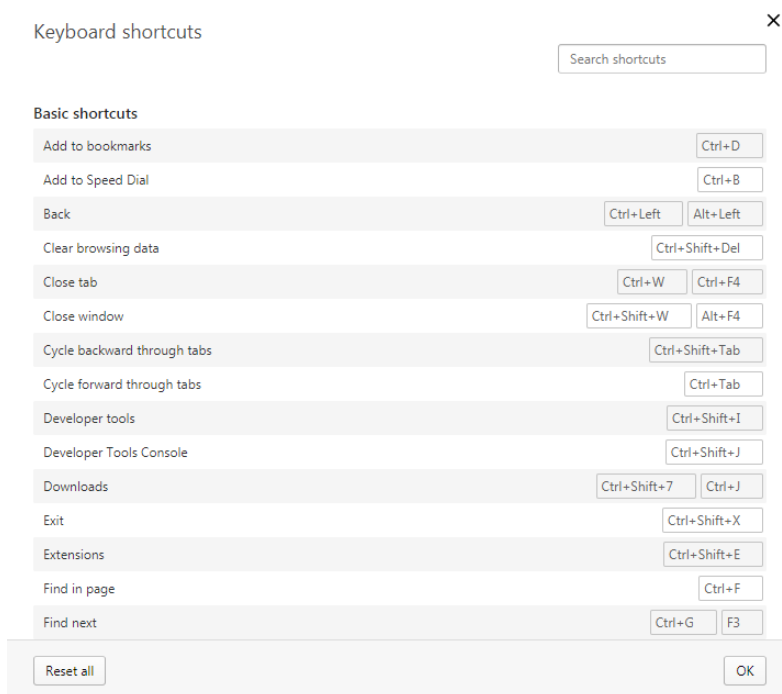 Keyboard shortcuts
Search shortcuts
Basic shortcuts
Add to bookmarks Ctrl+D
Add to Speed Dial Ctrl+B
Back Ctrl+Left Alt+Left
Clear browsing data Ctrl+Shift+Del
Close tab Ctrl+W Ctrl+F4
Close window Ctrl+Shift+W Alt+F4
Cycle backward through tabs Ctrl+Shift+Tab
Cycle forward through tabs Ctrl+Tab
Developer tools Ctrl+Shift+I
Developer Tools Console Ctrl+Shift+J
Downloads Ctrl+Shift+7 Ctrl+J
Exit Ctrl+Shift+X
Extensions Ctrl+Shift+E
Find in page Ctrl+F
Find next Ctrl+G F3
Reset all OK